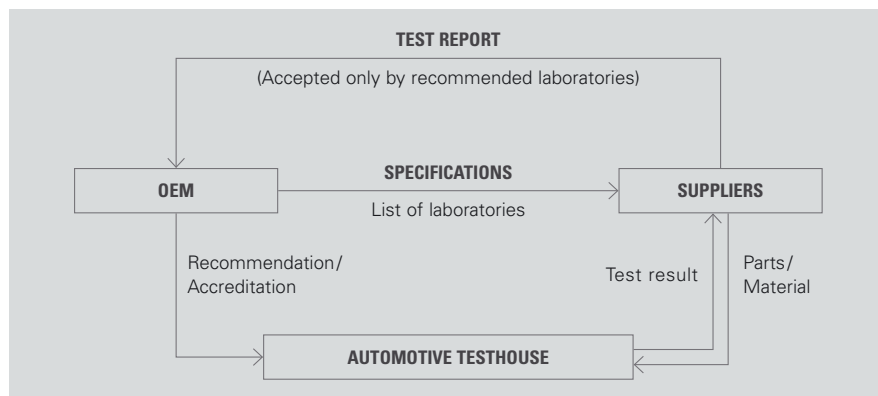 TEST REPORT
(Accepted only by recommended laboratories)
OEM
SPECIFICATIONS
List of laboratories
SUPPLIERS
Recommendation/
Accreditation
Test result
Parts/
Material
AUTOMOTIVE TESTHOUSE